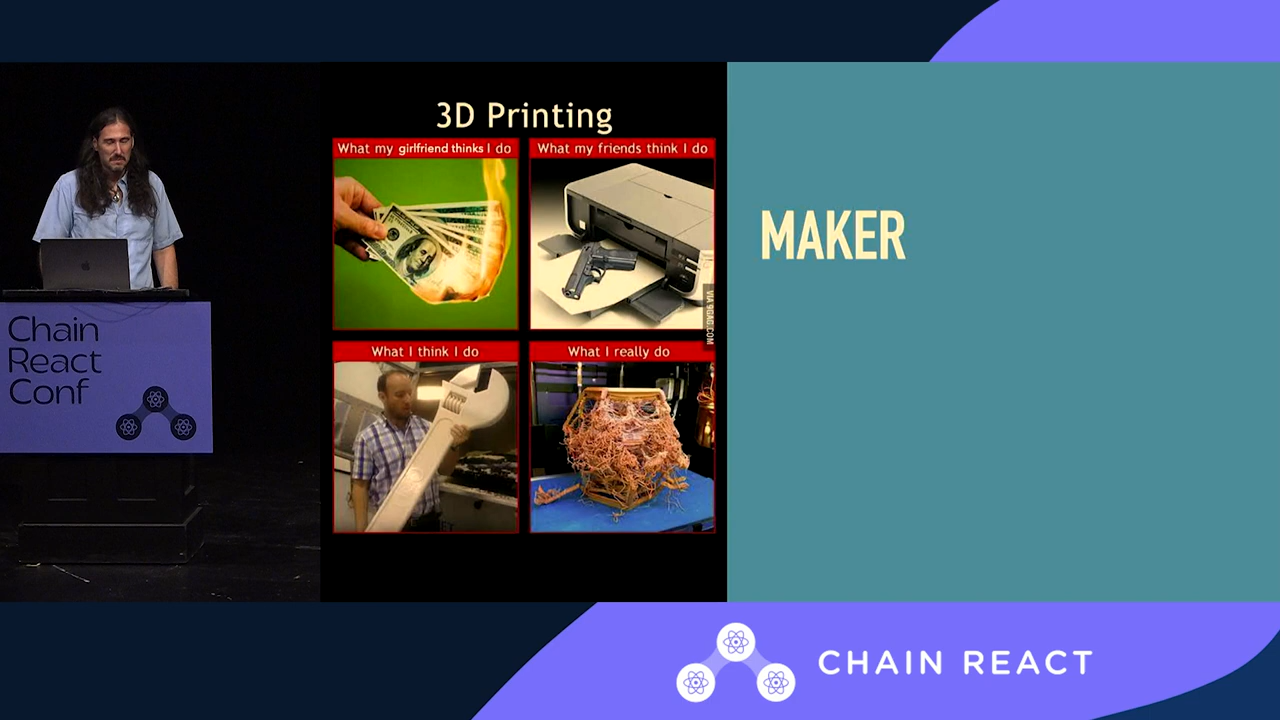 3D Printing
What my girlfriend thinks I do
What my friends think I do
VIA 9GAG.COM
What I think I do
What I really do
MAKER
Chain
React
Conf
CHAIN REACT